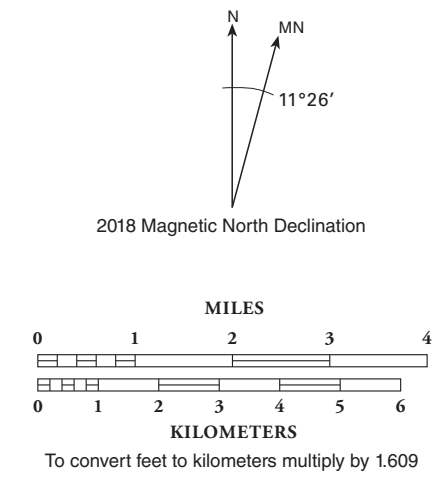 N
MN
11°26′
2018 Magnetic North Declination
MILES
0 1 2 3 4
0 1 2 3 4 5 6
KILOMETERS
To convert feet to kilometers multiply by 1.609